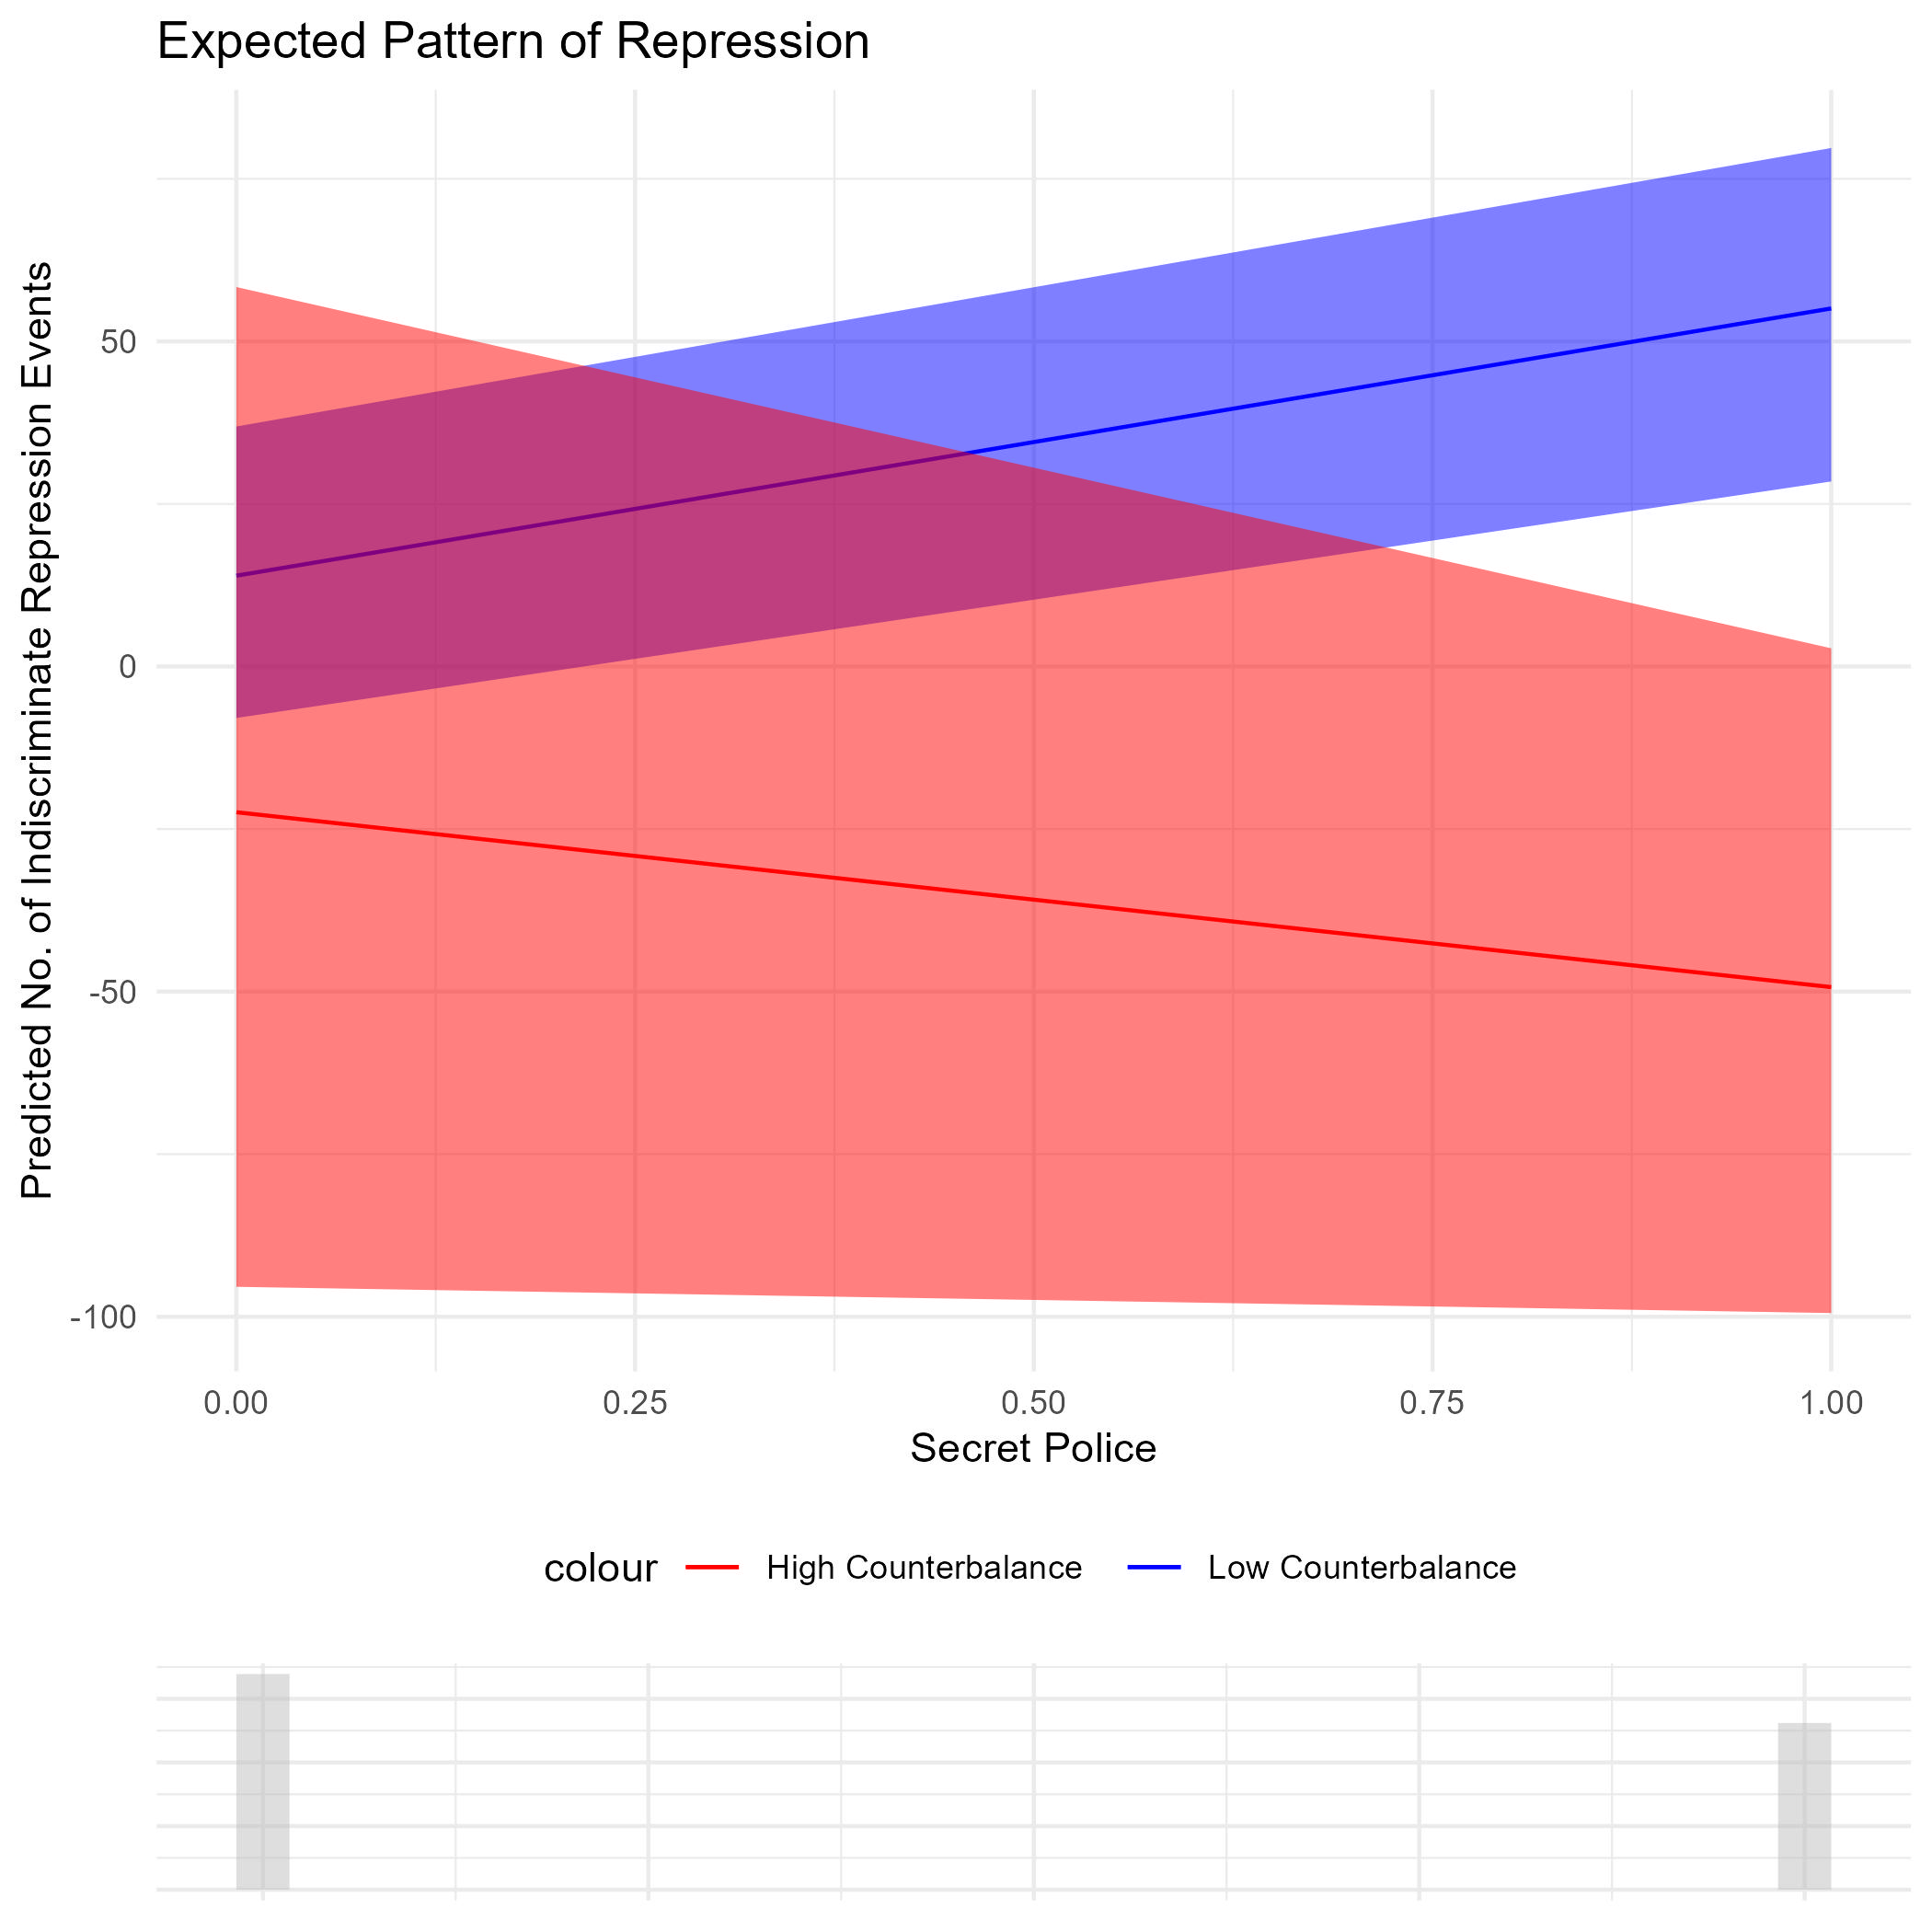 Expected Pattern of Repression
Predicted No. of Indiscriminate Repression Events
50
0
-50
-100
0.00 0.25 0.50 0.75 1.00
Secret Police
colour High Counterbalance Low Counterbalance